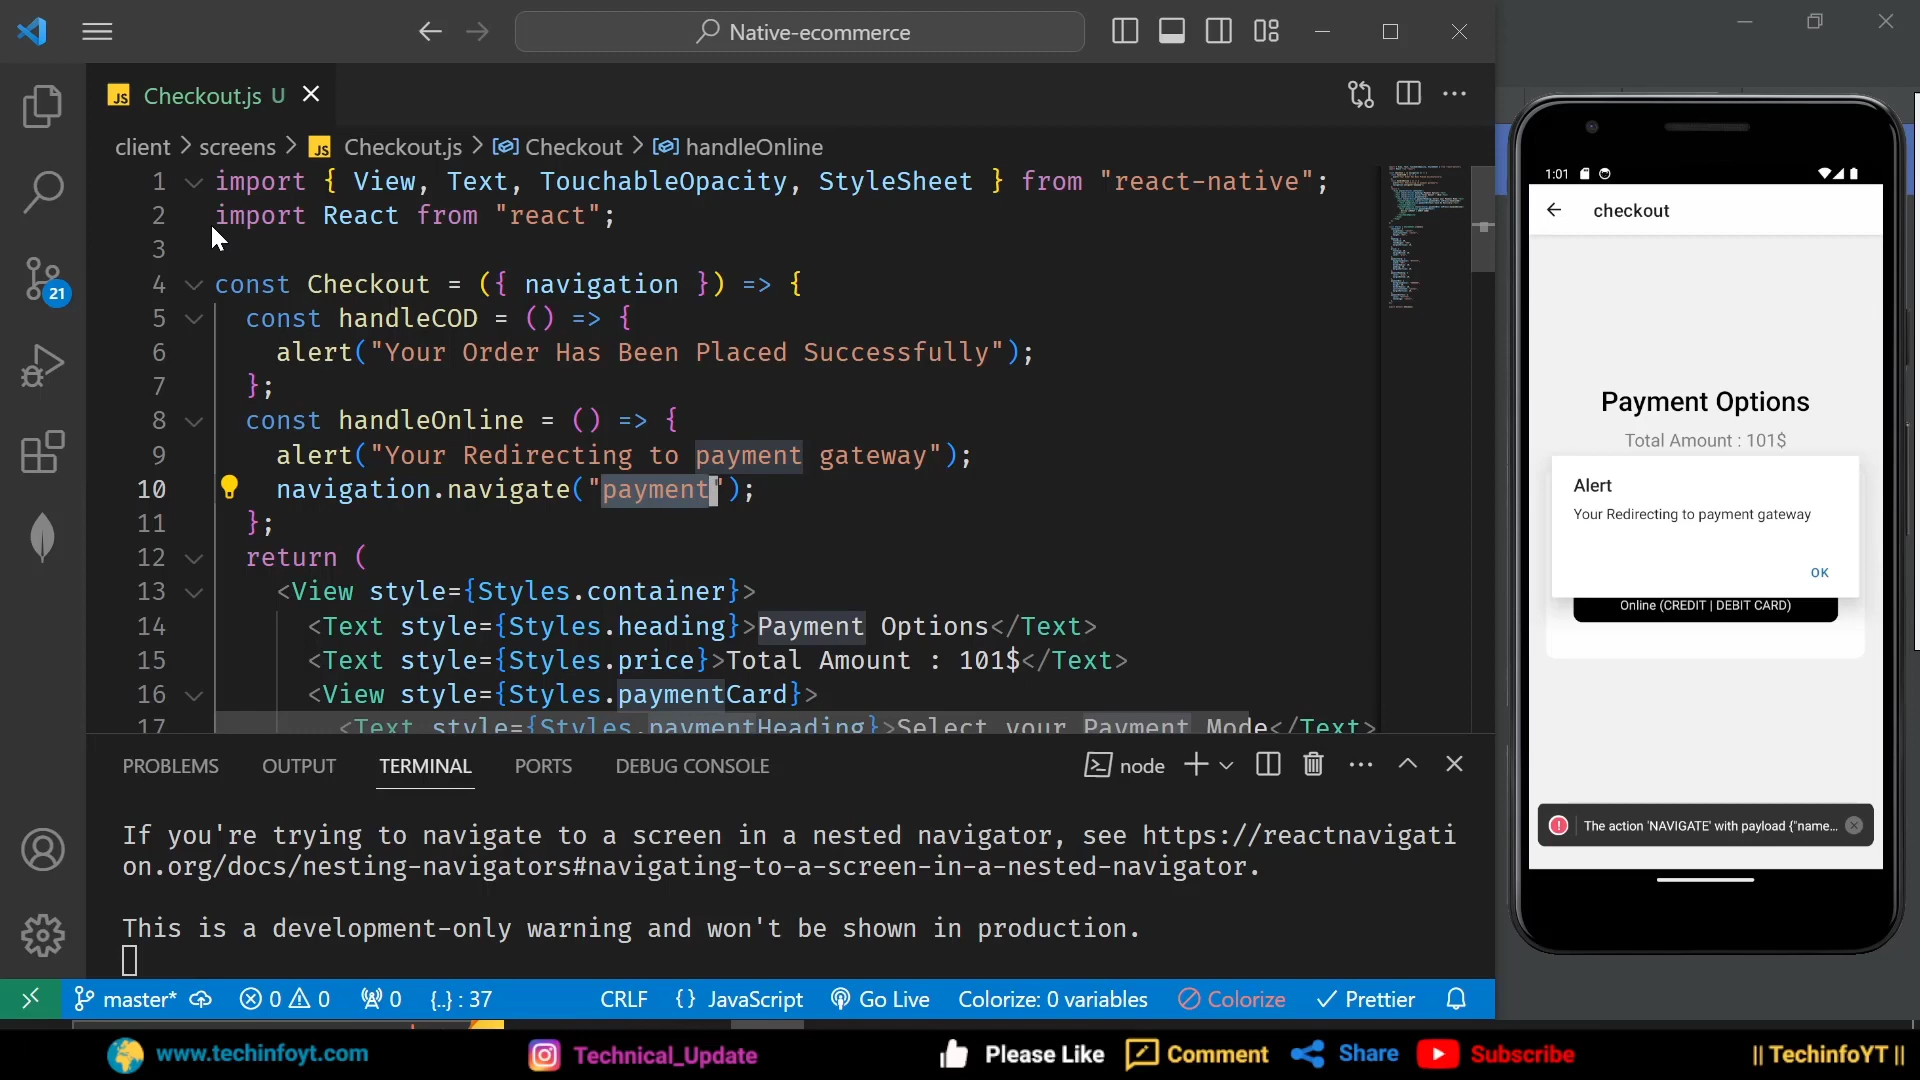 Native-ecommerce
JS Checkout.js U
client > screens > JS Checkout.js > Checkout > handleOnline
1 import { View, Text, TouchableOpacity, StyleSheet } from "react-native";
2 import React from "react";
3
4 const Checkout = ({ navigation }) => {
5 const handleCOD = () => {
6 alert("Your Order Has Been Placed Successfully");
7 };
8 const handleOnline = () => {
9 alert("Your Redirecting to payment gateway");
10 navigation.navigate("payment");
11 };
12 return (
13 <View style={Styles.container}>
14 <Text style={Styles.heading}>Payment Options</Text>
15 <Text style={Styles.price}>Total Amount : 101$</Text>
16 <View style={Styles.paymentCard}>
17 <Text style={Styles.paymentHeading}>Select your Payment Mode</Text>
21
PROBLEMS OUTPUT TERMINAL PORTS DEBUG CONSOLE node
If you're trying to navigate to a screen in a nested navigator, see https://reactnavigati
on.org/docs/nesting-navigators#navigating-to-a-screen-in-a-nested-navigator.
This is a development-only warning and won't be shown in production.
master* 0 0 0 {..} : 37 CRLF {} JavaScript Go Live Colorize: 0 variables Colorize Prettier
1:01
checkout
Payment Options
Total Amount : 101$
Alert
Your Redirecting to payment gateway
OK
Online (CREDIT | DEBIT CARD)
The action 'NAVIGATE' with payload {"name...
www.techinfoyt.com Technical_Update Please Like Comment Share Subscribe || TechinfoYT ||